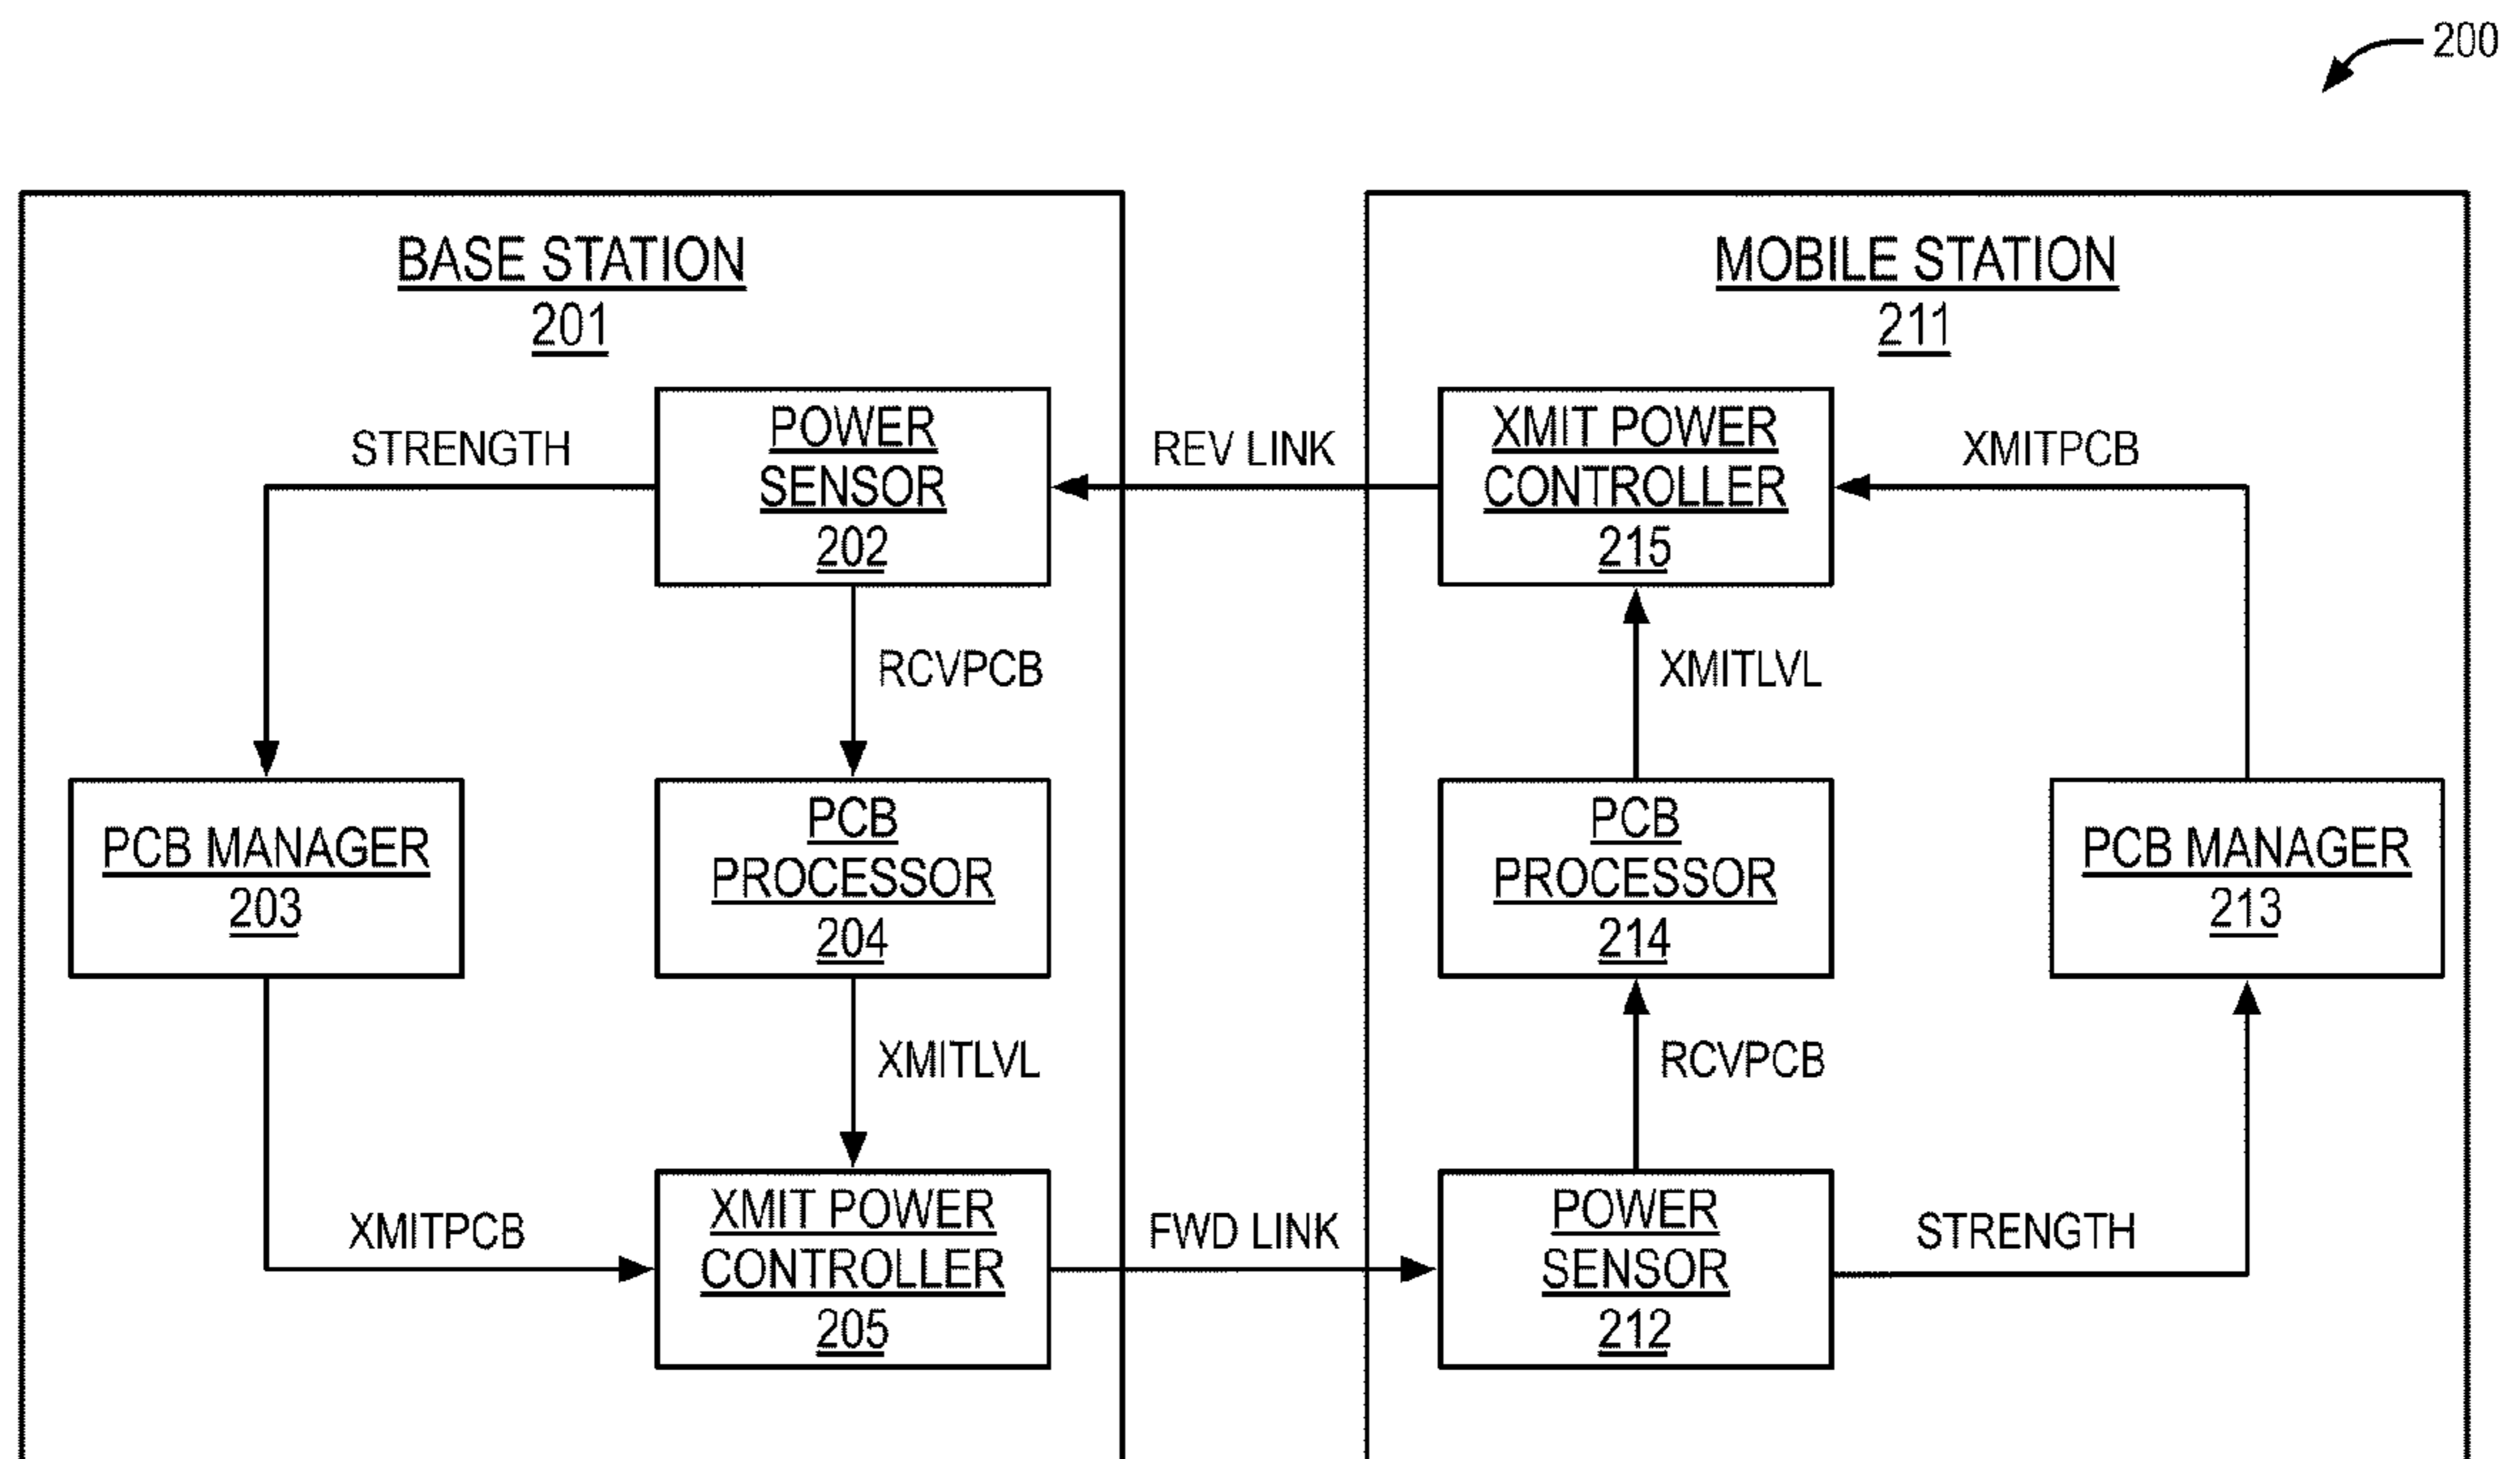 200
BASE STATION
201
MOBILE STATION
211
STRENGTH
POWER
SENSOR
202
REV LINK
XMIT POWER
CONTROLLER
215
XMITPCB
RCVPCB
XMITLVL
PCB MANAGER
203
PCB
PROCESSOR
204
PCB
PROCESSOR
214
PCB MANAGER
213
XMITLVL
RCVPCB
XMITPCB
XMIT POWER
CONTROLLER
205
FWD LINK
POWER
SENSOR
212
STRENGTH